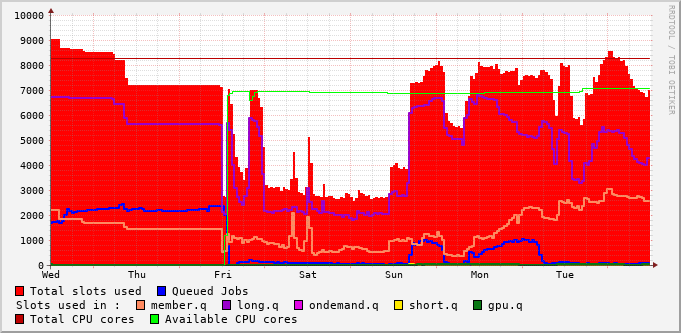 10000
9000
8000
7000
6000
5000
4000
3000
2000
1000
0
Wed Thu Fri Sat Sun Mon Tue
RRDTOOL / TOBI OETIKER
Total slots used Queued Jobs
Slots used in : member.q long.q ondemand.q short.q gpu.q
Total CPU cores Available CPU cores